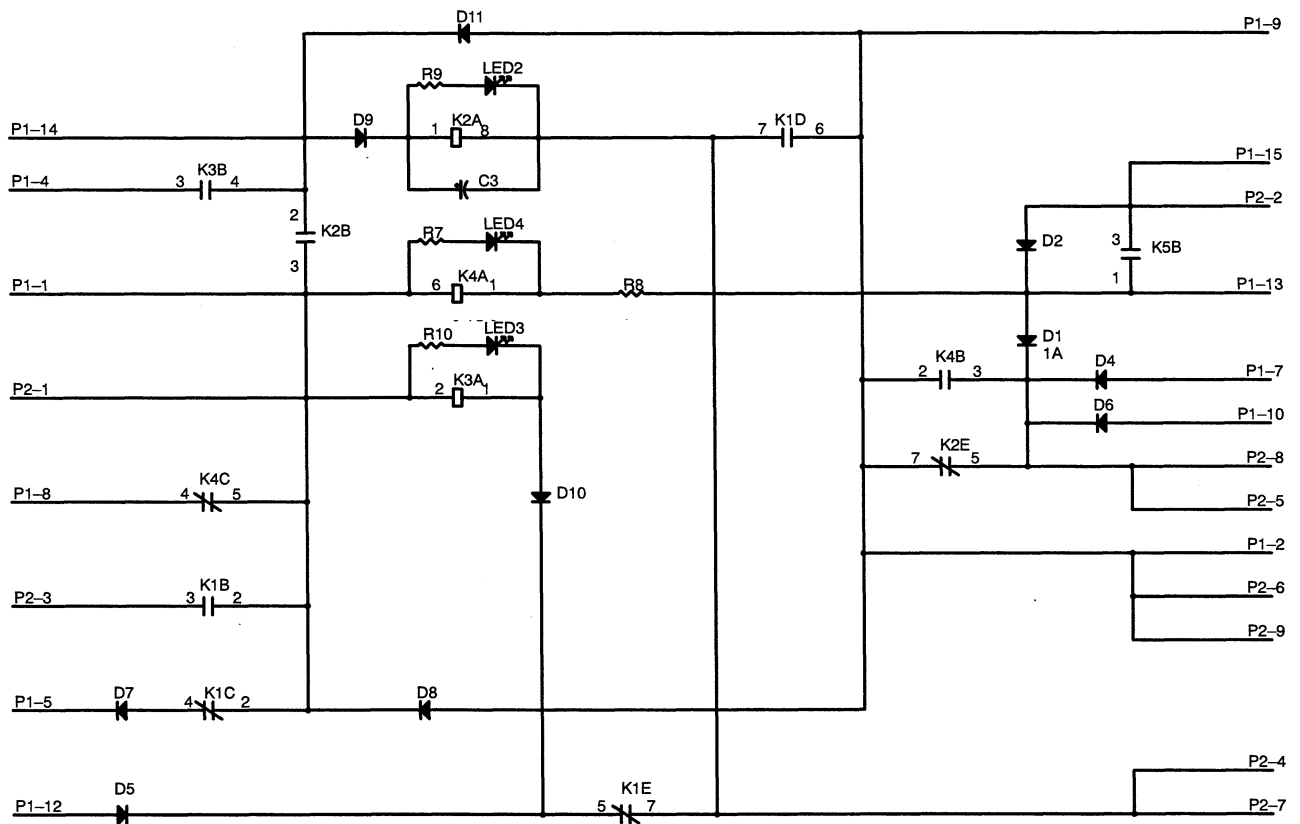 D11
P1–9
R9
LED2
P1–14
D9
1
K2A
8
7
K1D
6
P1–15
P1–4
3
K3B
4
C3
P2–2
2
K2B
3
R7
LED4
D2
3
K5B
1
P1–1
6
K4A
1
R8
P1–13
R10
LED3
D1
1A
P2–1
2
K3A
1
2
K4B
3
D4
P1–7
D6
P1–10
7
K2E
5
P2–8
P1–8
4
K4C
5
D10
P2–5
P1–2
P2–3
3
K1B
2
P2–6
P2–9
P1–5
D7
4
K1C
2
D8
P2–4
P1–12
D5
5
K1E
7
P2–7